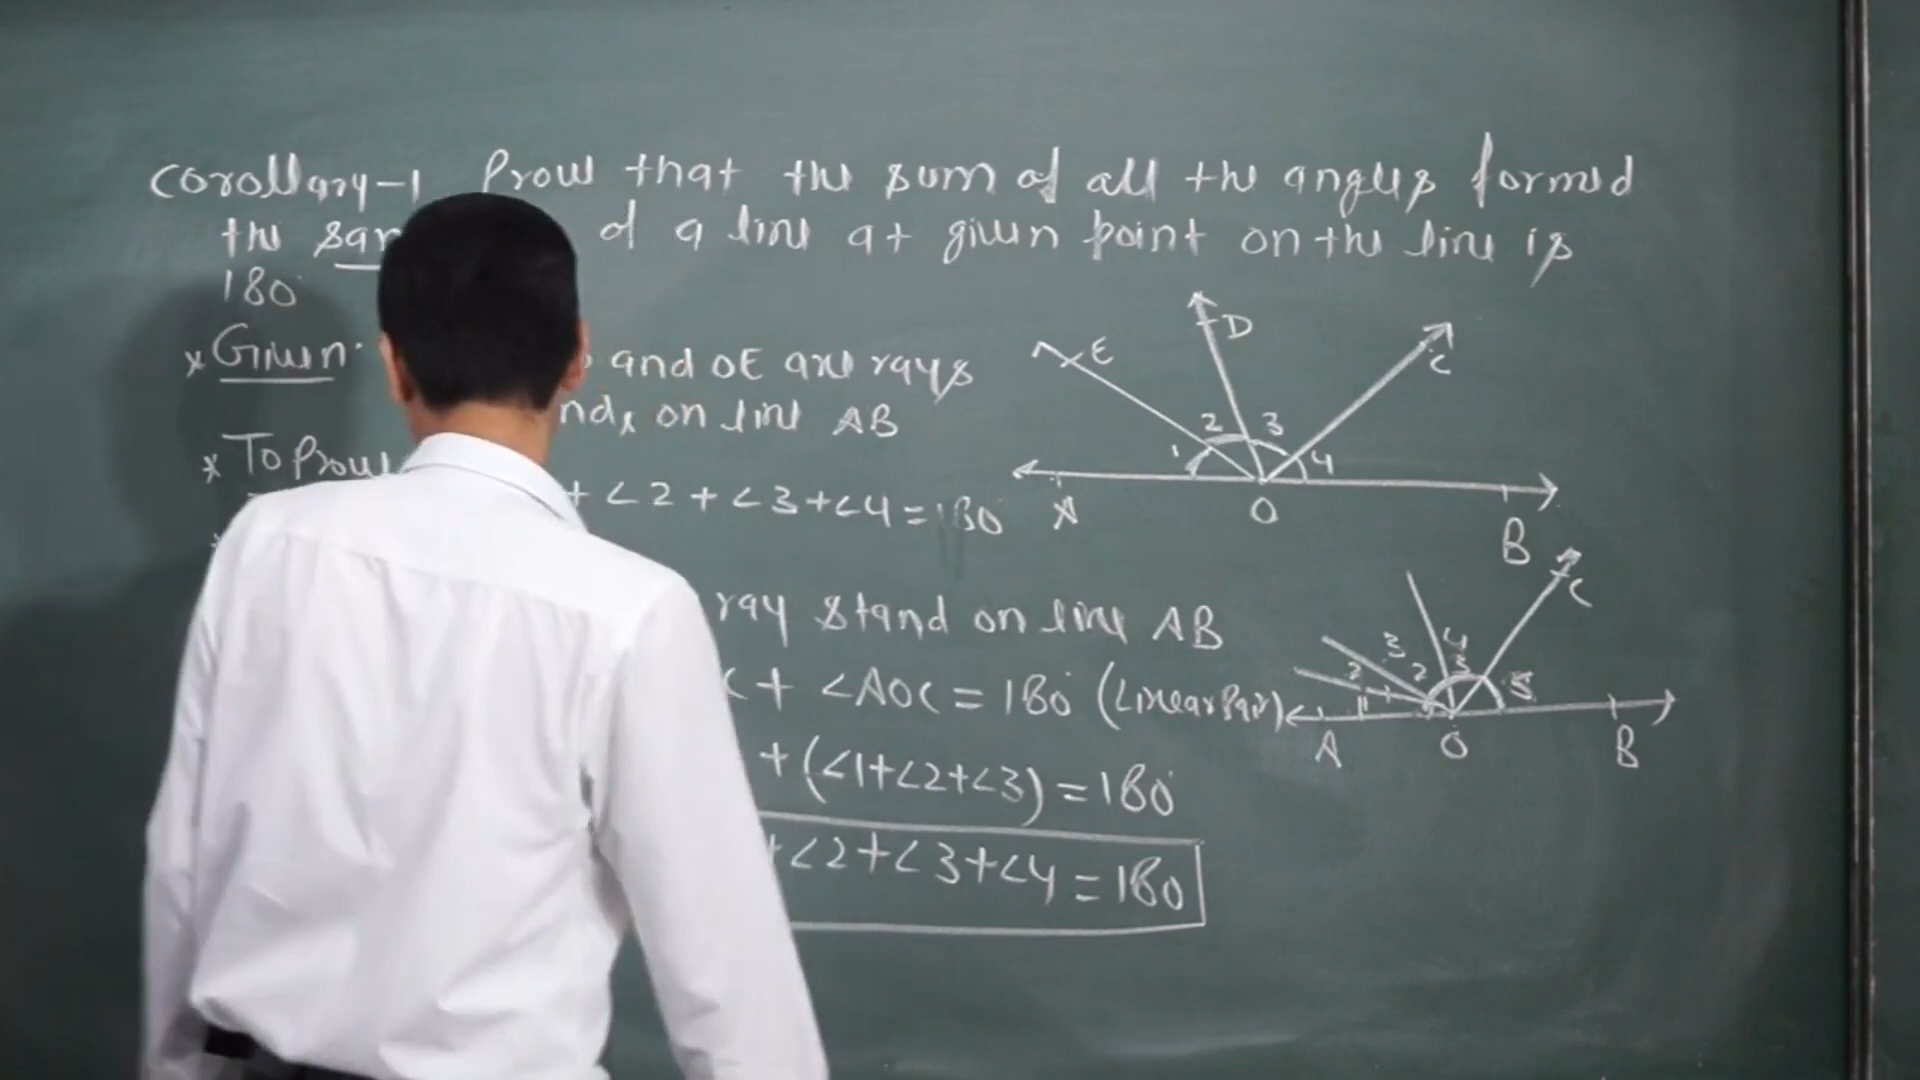 Corollary-1 Prove that the sum of all the angles formed
the of a line at given point on the line is
180°
* Given.
and OE are rays
on line AB
* To Prove
+ ∠2 + ∠3 + ∠4 = 180
ray stand on line AB
+ ∠AOC = 180° (Linear Pair)
+ (∠1+∠2+∠3) = 180°
+∠2+∠3+∠4 = 180
E
D
C
1
2
3
4
A
O
B
C
3
4
2
2
3
5
1
A
O
B